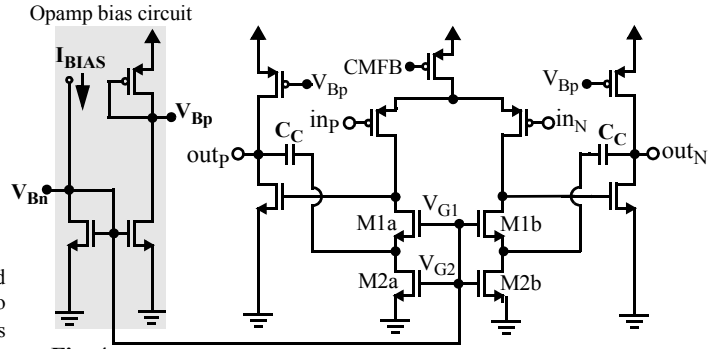 Opamp bias circuit
I_BIAS
V_Bp
V_Bn
CMFB
V_Bp
V_Bp
in_P
in_N
C_C
C_C
out_P
out_N
V_G1
M1a
M1b
V_G2
M2a
M2b
d
o
s